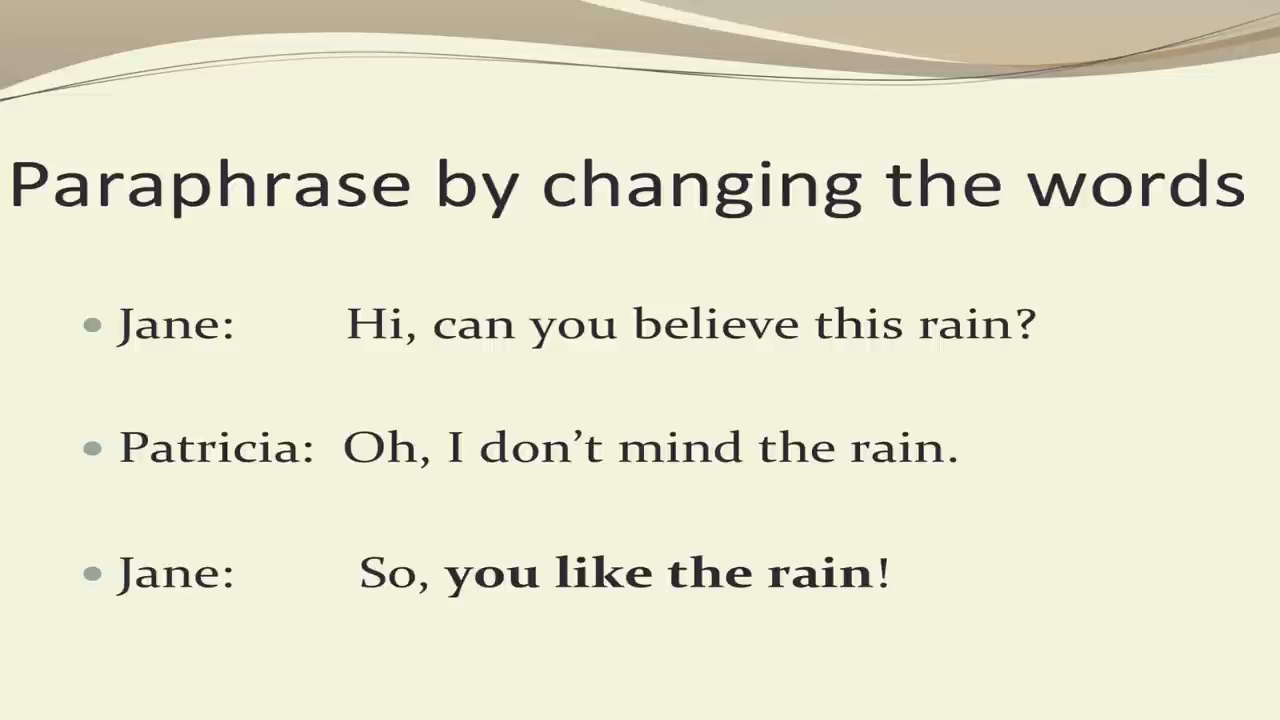 Paraphrase by changing the words
• Jane: Hi, can you believe this rain?
• Patricia: Oh, I don’t mind the rain.
• Jane: So, you like the rain!